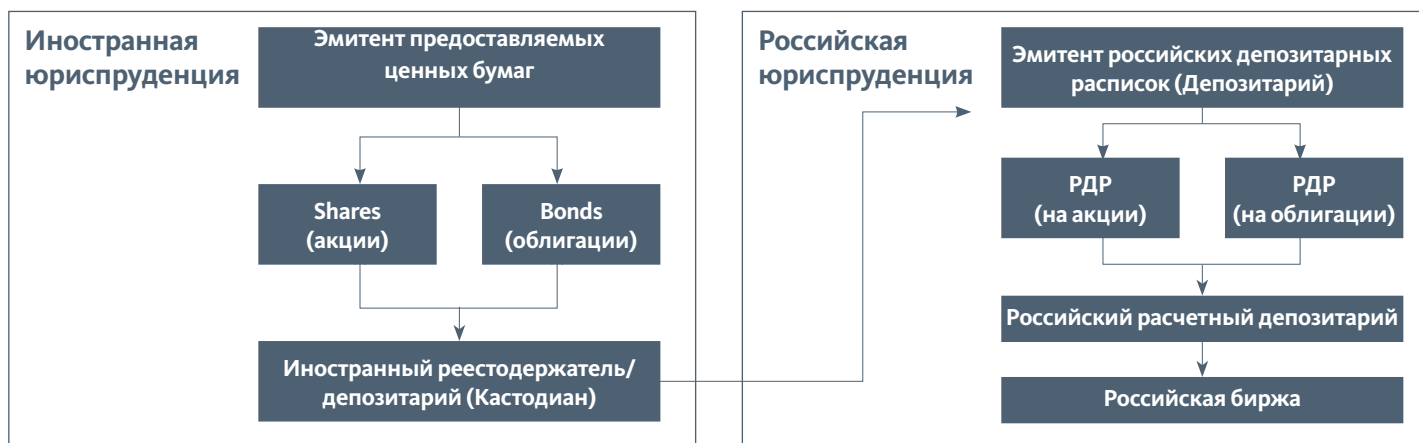 Иностранная
юриспруденция
Эмитент предоставляемых
ценных бумаг
Shares
(акции)
Bonds
(облигации)
Иностранный реестодержатель/
депозитарий (Кастодиан)
Российская
юриспруденция
Эмитент российских депозитарных
расписок (Депозитарий)
РДР
(на акции)
РДР
(на облигации)
Российский расчетный депозитарий
Российская биржа